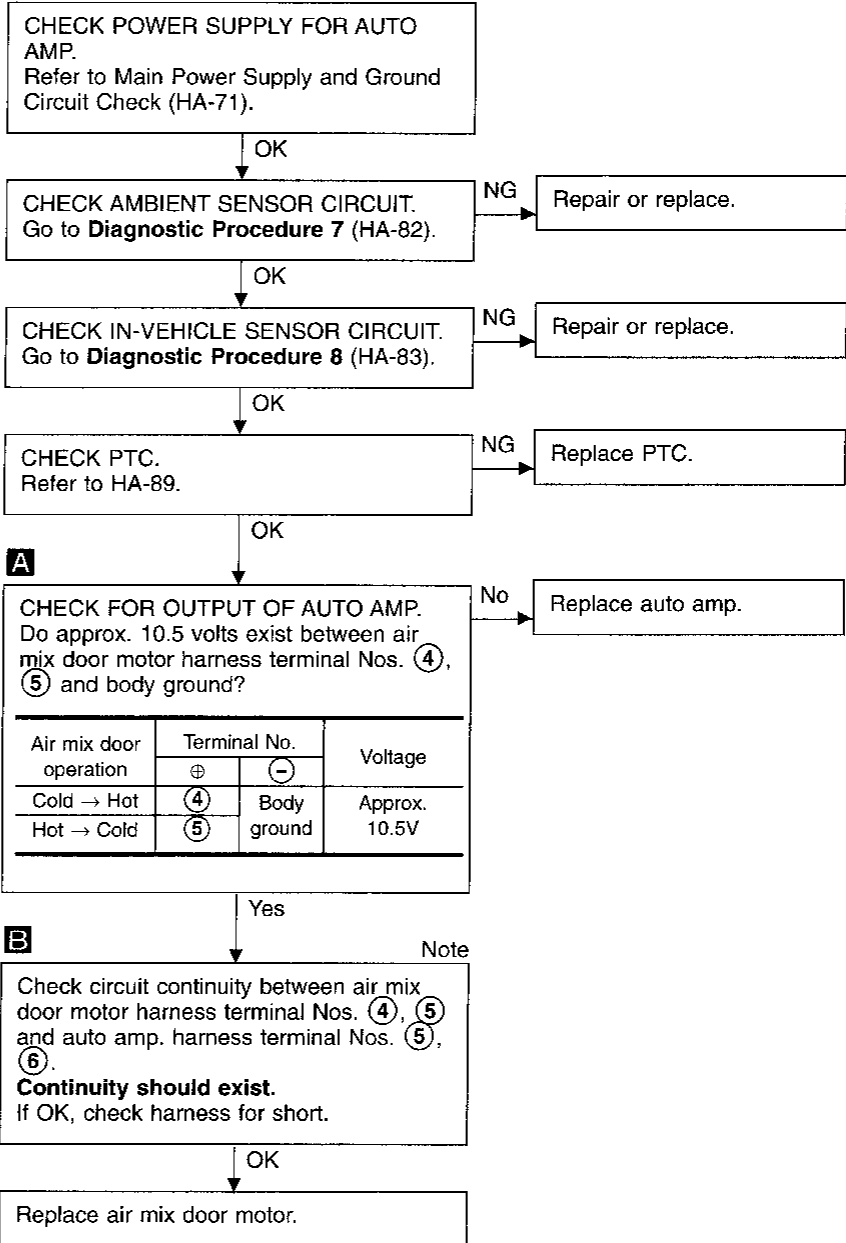 CHECK POWER SUPPLY FOR AUTO
AMP.
Refer to Main Power Supply and Ground
Circuit Check (HA-71).
OK
CHECK AMBIENT SENSOR CIRCUIT.
Go to Diagnostic Procedure 7 (HA-82).
NG
Repair or replace.
OK
CHECK IN-VEHICLE SENSOR CIRCUIT.
Go to Diagnostic Procedure 8 (HA-83).
NG
Repair or replace.
OK
CHECK PTC.
Refer to HA-89.
NG
Replace PTC.
OK
A
CHECK FOR OUTPUT OF AUTO AMP.
Do approx. 10.5 volts exist between air
mix door motor harness terminal Nos. ④,
⑤ and body ground?
No
Replace auto amp.
Air mix door
operation
Terminal No.
⊕
⊖
Voltage
Cold → Hot
④
Hot → Cold
⑤
Body
ground
Approx.
10.5V
Yes
B
Note
Check circuit continuity between air mix
door motor harness terminal Nos. ④, ⑤
and auto amp. harness terminal Nos. ⑤,
⑥.
Continuity should exist.
If OK, check harness for short.
OK
Replace air mix door motor.